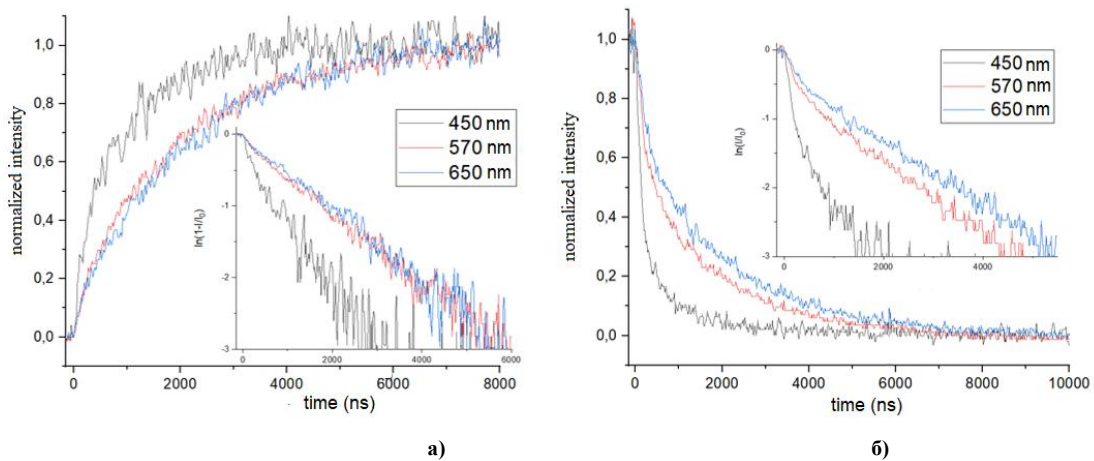 1,0
0,8
0,6
0,4
0,2
0,0
normalized intensity
0
2000
4000
6000
8000
time (ns)
450 nm
570 nm
650 nm
0
-1
-2
-3
ln(1-I/I0)
0
2000
4000
6000
a)
1,0
0,8
0,6
0,4
0,2
0,0
normalized intensity
0
2000
4000
6000
8000
10000
time (ns)
450 nm
570 nm
650 nm
0
-1
-2
-3
ln(I/I0)
0
2000
4000
б)